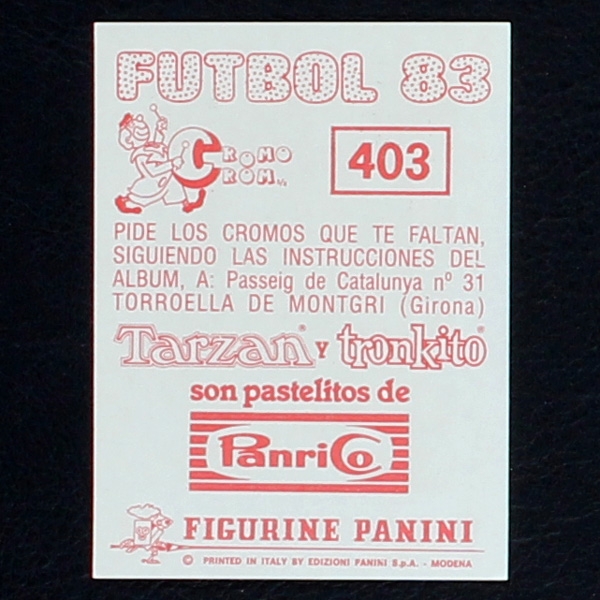 FUTBOL 83
CROMO
CROM S/A
403
PIDE LOS CROMOS QUE TE FALTAN,
SIGUIENDO LAS INSTRUCCIONES DEL
ALBUM, A: Passeig de Catalunya nº 31
TORROELLA DE MONTGRI (Girona)
Tarzan® Y tronkito®
son pastelitos de
PanriCo
FIGURINE PANINI
© PRINTED IN ITALY BY EDIZIONI PANINI S.p.A. - MODENA